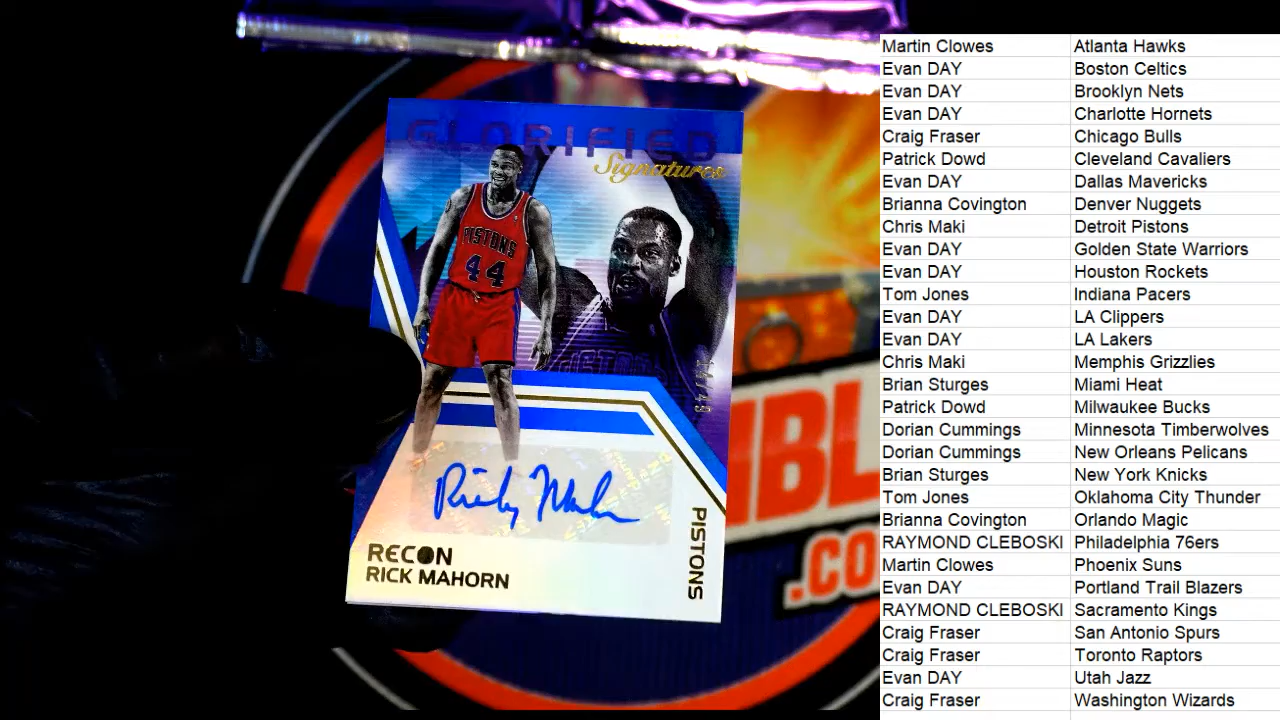 GLORIFIED
Signatures
PISTONS
44
14/49
Ricky Mahorn
RECON
RICK MAHORN
PISTONS
IBL
.CO
Martin Clowes Atlanta Hawks
Evan DAY Boston Celtics
Evan DAY Brooklyn Nets
Evan DAY Charlotte Hornets
Craig Fraser Chicago Bulls
Patrick Dowd Cleveland Cavaliers
Evan DAY Dallas Mavericks
Brianna Covington Denver Nuggets
Chris Maki Detroit Pistons
Evan DAY Golden State Warriors
Evan DAY Houston Rockets
Tom Jones Indiana Pacers
Evan DAY LA Clippers
Evan DAY LA Lakers
Chris Maki Memphis Grizzlies
Brian Sturges Miami Heat
Patrick Dowd Milwaukee Bucks
Dorian Cummings Minnesota Timberwolves
Dorian Cummings New Orleans Pelicans
Brian Sturges New York Knicks
Tom Jones Oklahoma City Thunder
Brianna Covington Orlando Magic
RAYMOND CLEBOSKI Philadelphia 76ers
Martin Clowes Phoenix Suns
Evan DAY Portland Trail Blazers
RAYMOND CLEBOSKI Sacramento Kings
Craig Fraser San Antonio Spurs
Craig Fraser Toronto Raptors
Evan DAY Utah Jazz
Craig Fraser Washington Wizards